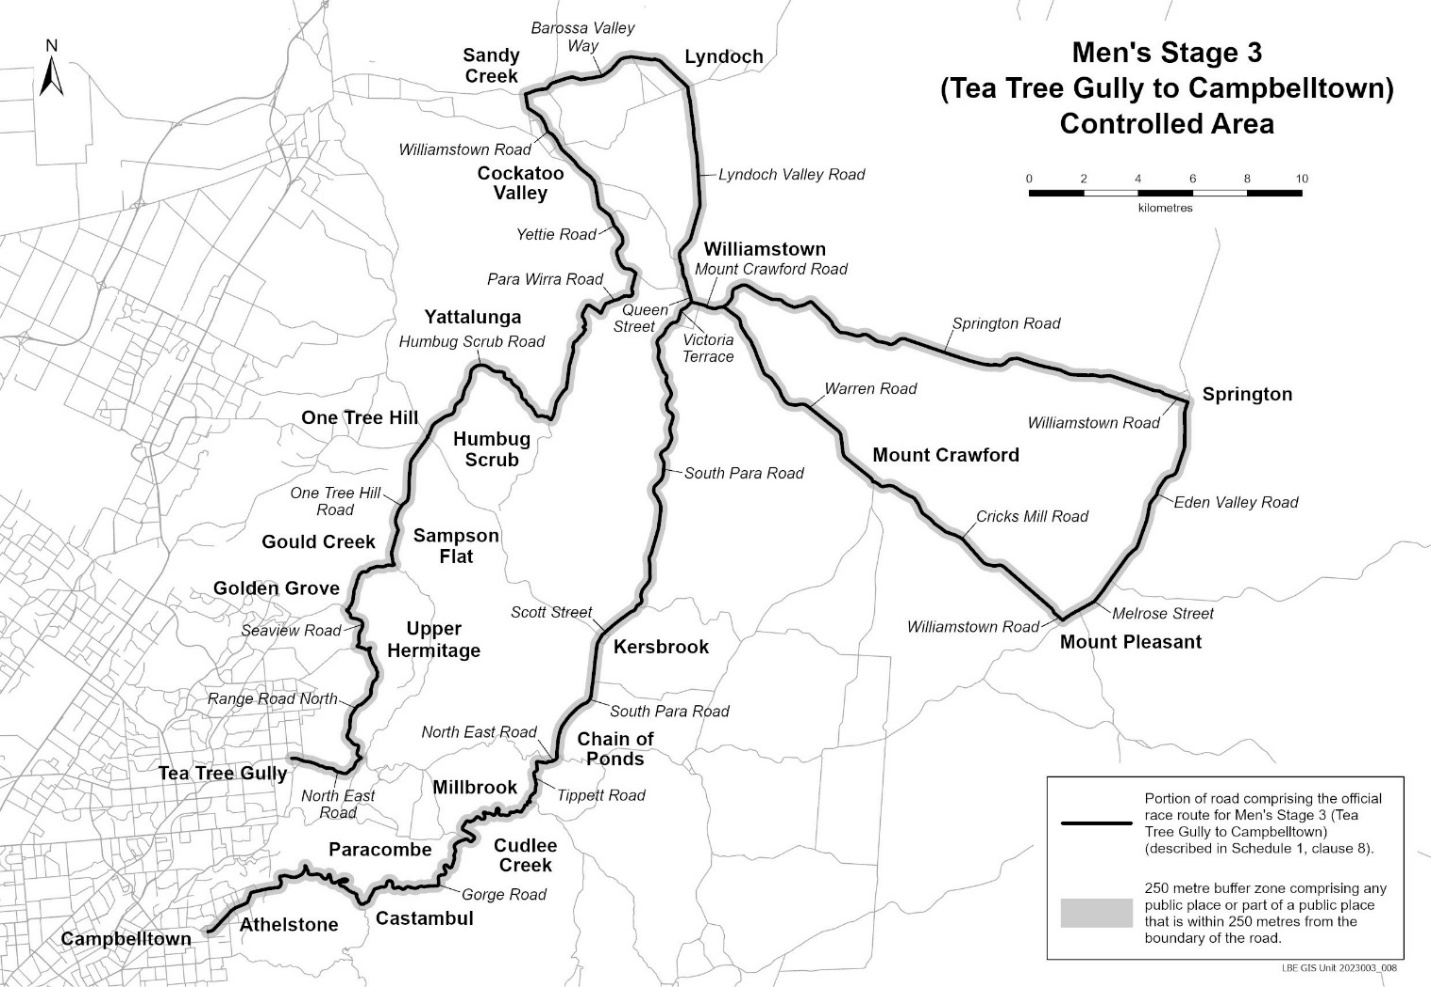 N
Men's Stage 3
(Tea Tree Gully to Campbelltown)
Controlled Area
0 2 4 6 8 10
kilometres
Barossa Valley
Way
Sandy
Creek
Lyndoch
Williamstown Road
Cockatoo
Valley
Lyndoch Valley Road
Yettie Road
Williamstown
Mount Crawford Road
Para Wirra Road
Queen
Street
Yattalunga
Humbug Scrub Road
Victoria
Terrace
Springton Road
Warren Road
Springton
Williamstown Road
One Tree Hill
Humbug
Scrub
Mount Crawford
South Para Road
One Tree Hill
Road
Eden Valley Road
Cricks Mill Road
Gould Creek
Sampson
Flat
Golden Grove
Seaview Road
Upper
Hermitage
Scott Street
Kersbrook
Melrose Street
Williamstown Road
Mount Pleasant
Range Road North
South Para Road
North East Road
Chain of
Ponds
Tea Tree Gully
North East
Road
Millbrook
Tippett Road
Paracombe
Cudlee
Creek
Gorge Road
Castambul
Athelstone
Campbelltown
Portion of road comprising the official
race route for Men's Stage 3 (Tea
Tree Gully to Campbelltown)
(described in Schedule 1, clause 8).
250 metre buffer zone comprising any
public place or part of a public place
that is within 250 metres from the
boundary of the road.
LBE GIS Unit 2023003_008